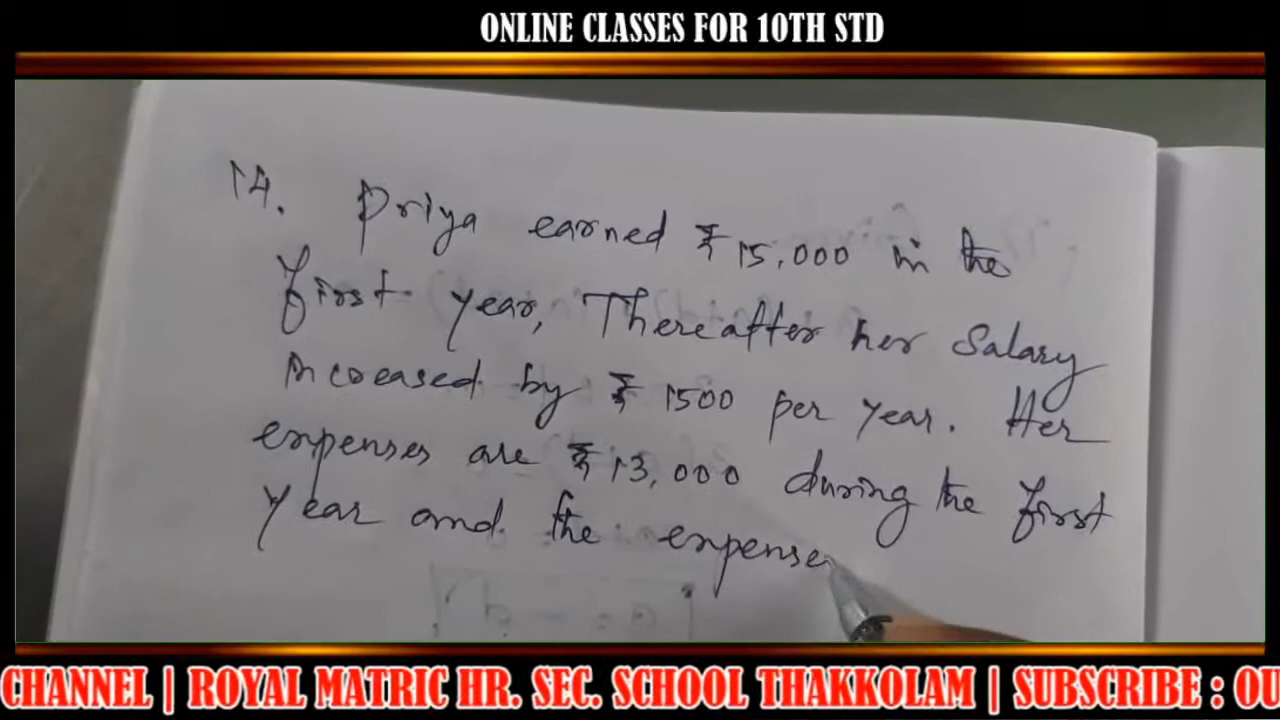 ONLINE CLASSES FOR 10TH STD
14. Priya earned ₹ 15,000 in the
first year, Thereafter her Salary
increased by ₹ 1500 per year. Her
expenses are ₹ 13,000 during the first
year and the expense
CHANNEL | ROYAL MATRIC HR. SEC. SCHOOL THAKKOLAM | SUBSCRIBE : OU